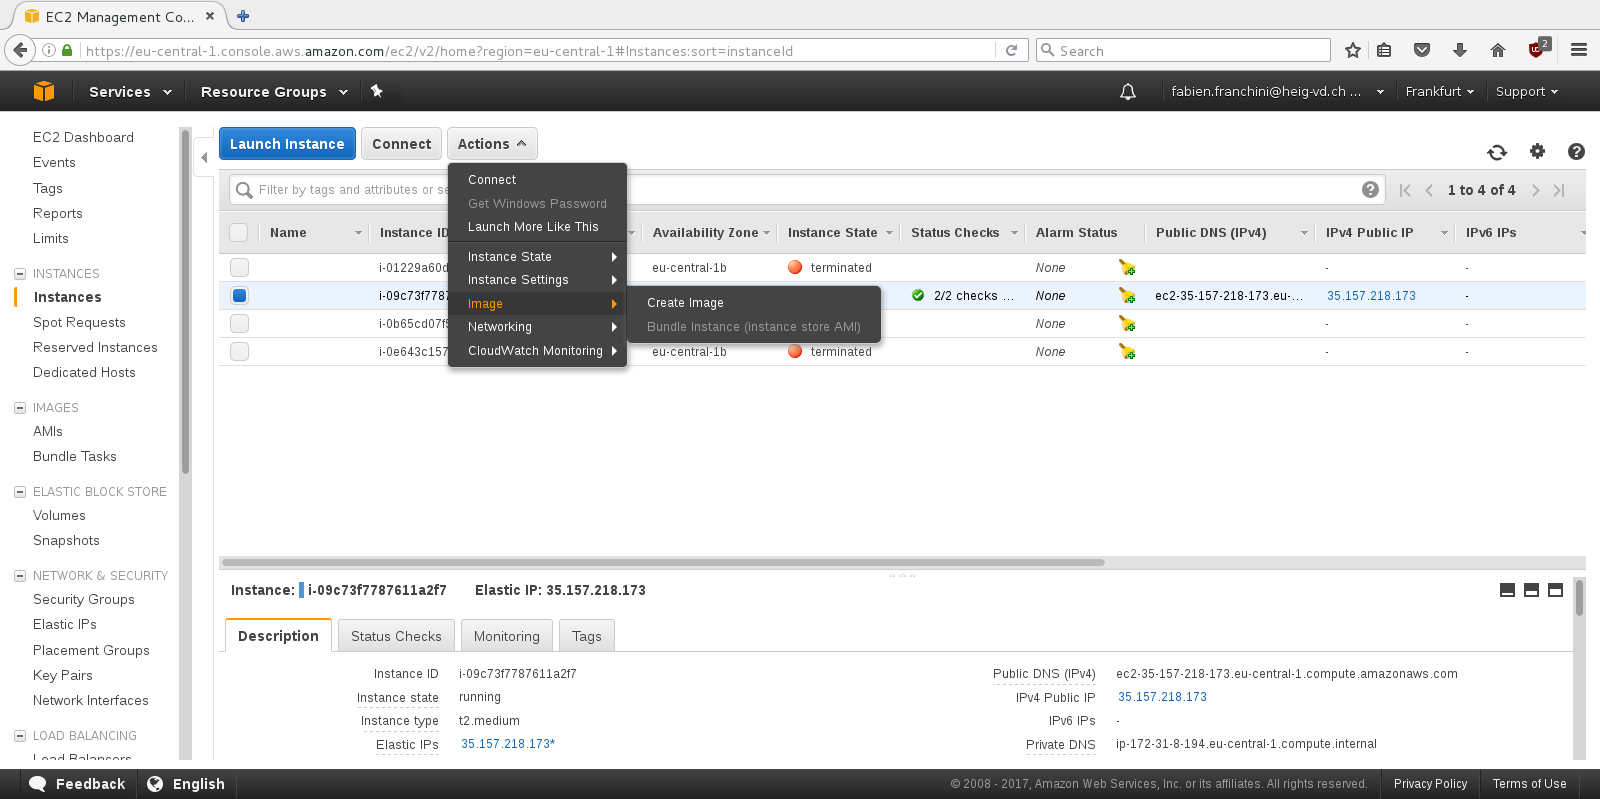 EC2 Management Co...
https://eu-central-1.console.aws.amazon.com/ec2/v2/home?region=eu-central-1#Instances:sort=instanceId
Search
2
Services
Resource Groups
fabien.franchini@heig-vd.ch ...
Frankfurt
Support
EC2 Dashboard
Events
Tags
Reports
Limits
INSTANCES
Instances
Spot Requests
Reserved Instances
Dedicated Hosts
IMAGES
AMIs
Bundle Tasks
ELASTIC BLOCK STORE
Volumes
Snapshots
NETWORK & SECURITY
Security Groups
Elastic IPs
Placement Groups
Key Pairs
Network Interfaces
LOAD BALANCING
Load Balancers
Launch Instance
Connect
Actions
Filter by tags and attributes or se
1 to 4 of 4
Connect
Get Windows Password
Launch More Like This
Instance State
Instance Settings
Image
Networking
CloudWatch Monitoring
Create Image
Bundle Instance (instance store AMI)
Name Instance ID Availability Zone Instance State Status Checks Alarm Status Public DNS (IPv4) IPv4 Public IP IPv6 IPs
i-01229a60d eu-central-1b terminated None - -
i-09c73f7787 2/2 checks ... None ec2-35-157-218-173.eu-... 35.157.218.173 -
i-0b65cd07f5 None - -
i-0e643c157 eu-central-1b terminated None - -
Instance: i-09c73f7787611a2f7 Elastic IP: 35.157.218.173
Description
Status Checks
Monitoring
Tags
Instance ID i-09c73f7787611a2f7
Instance state running
Instance type t2.medium
Elastic IPs 35.157.218.173*
Public DNS (IPv4) ec2-35-157-218-173.eu-central-1.compute.amazonaws.com
IPv4 Public IP 35.157.218.173
IPv6 IPs -
Private DNS ip-172-31-8-194.eu-central-1.compute.internal
Feedback
English
© 2008 - 2017, Amazon Web Services, Inc. or its affiliates. All rights reserved.
Privacy Policy
Terms of Use